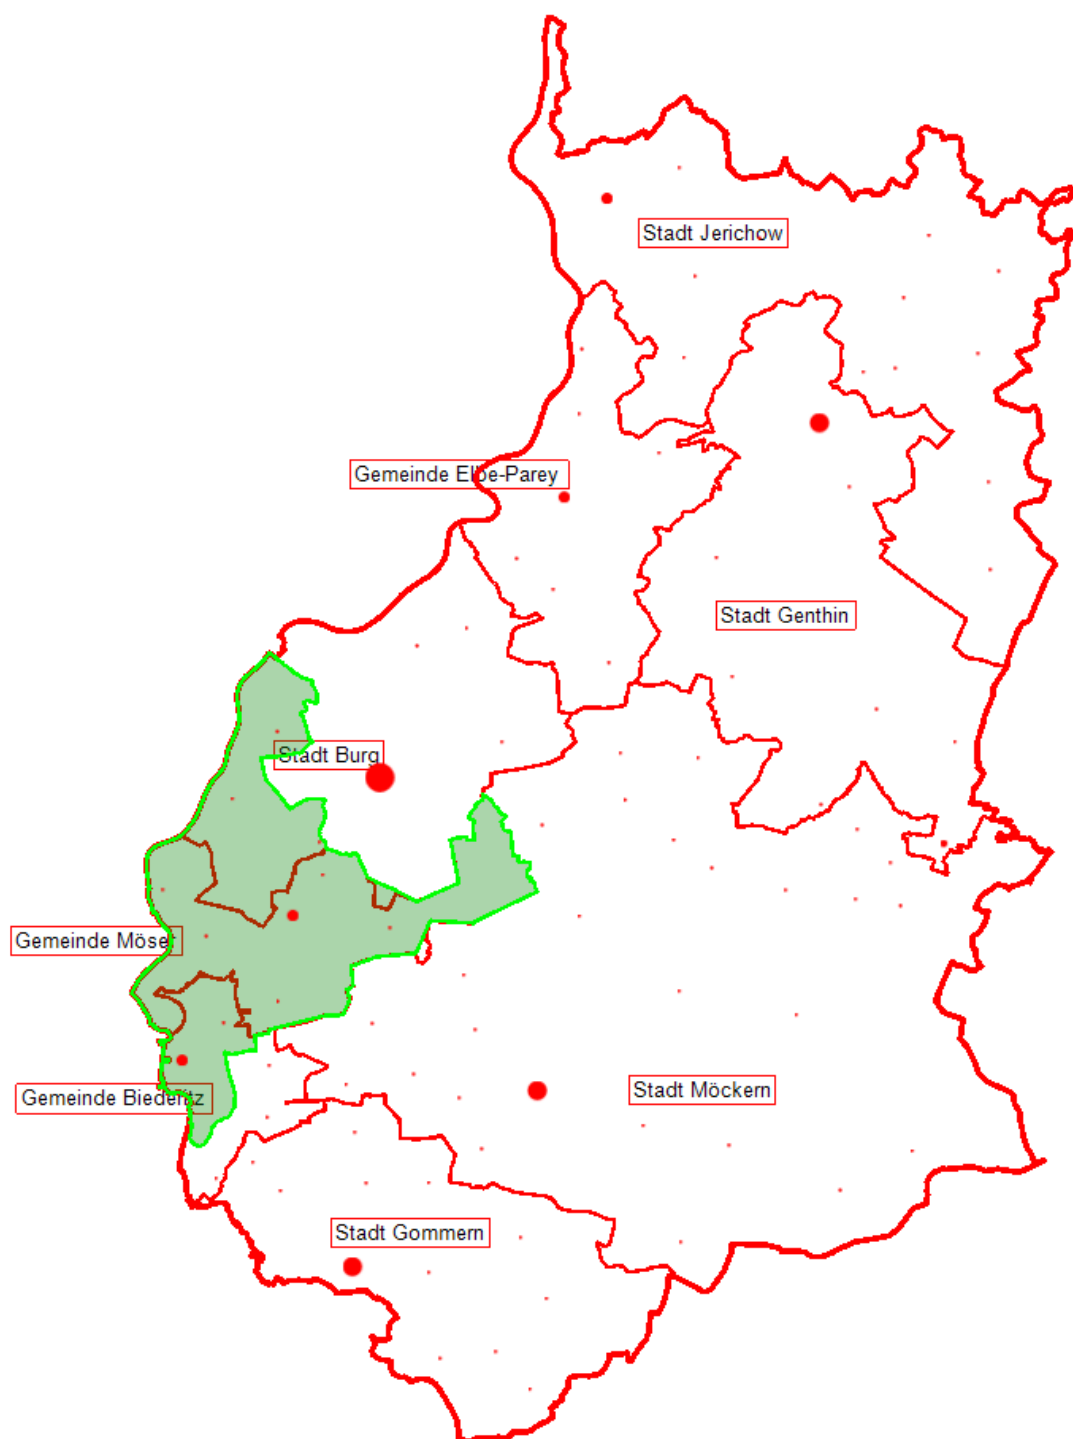 Stadt Jerichow
Gemeinde Elbe-Parey
Stadt Genthin
Stadt Burg
Gemeinde Möser
Stadt Möckern
Gemeinde Biederitz
Stadt Gommern